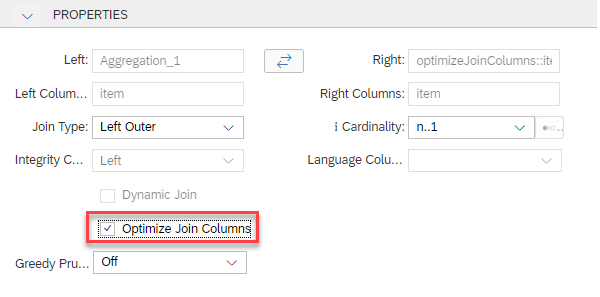 PROPERTIES
Left: Aggregation_1 Right: optimizeJoinColumns::ite
Left Colum... item Right Columns: item
Join Type: Left Outer i Cardinality: n..1
Integrity C... Left Language Colu...
Dynamic Join
Optimize Join Columns
Greedy Pru... Off